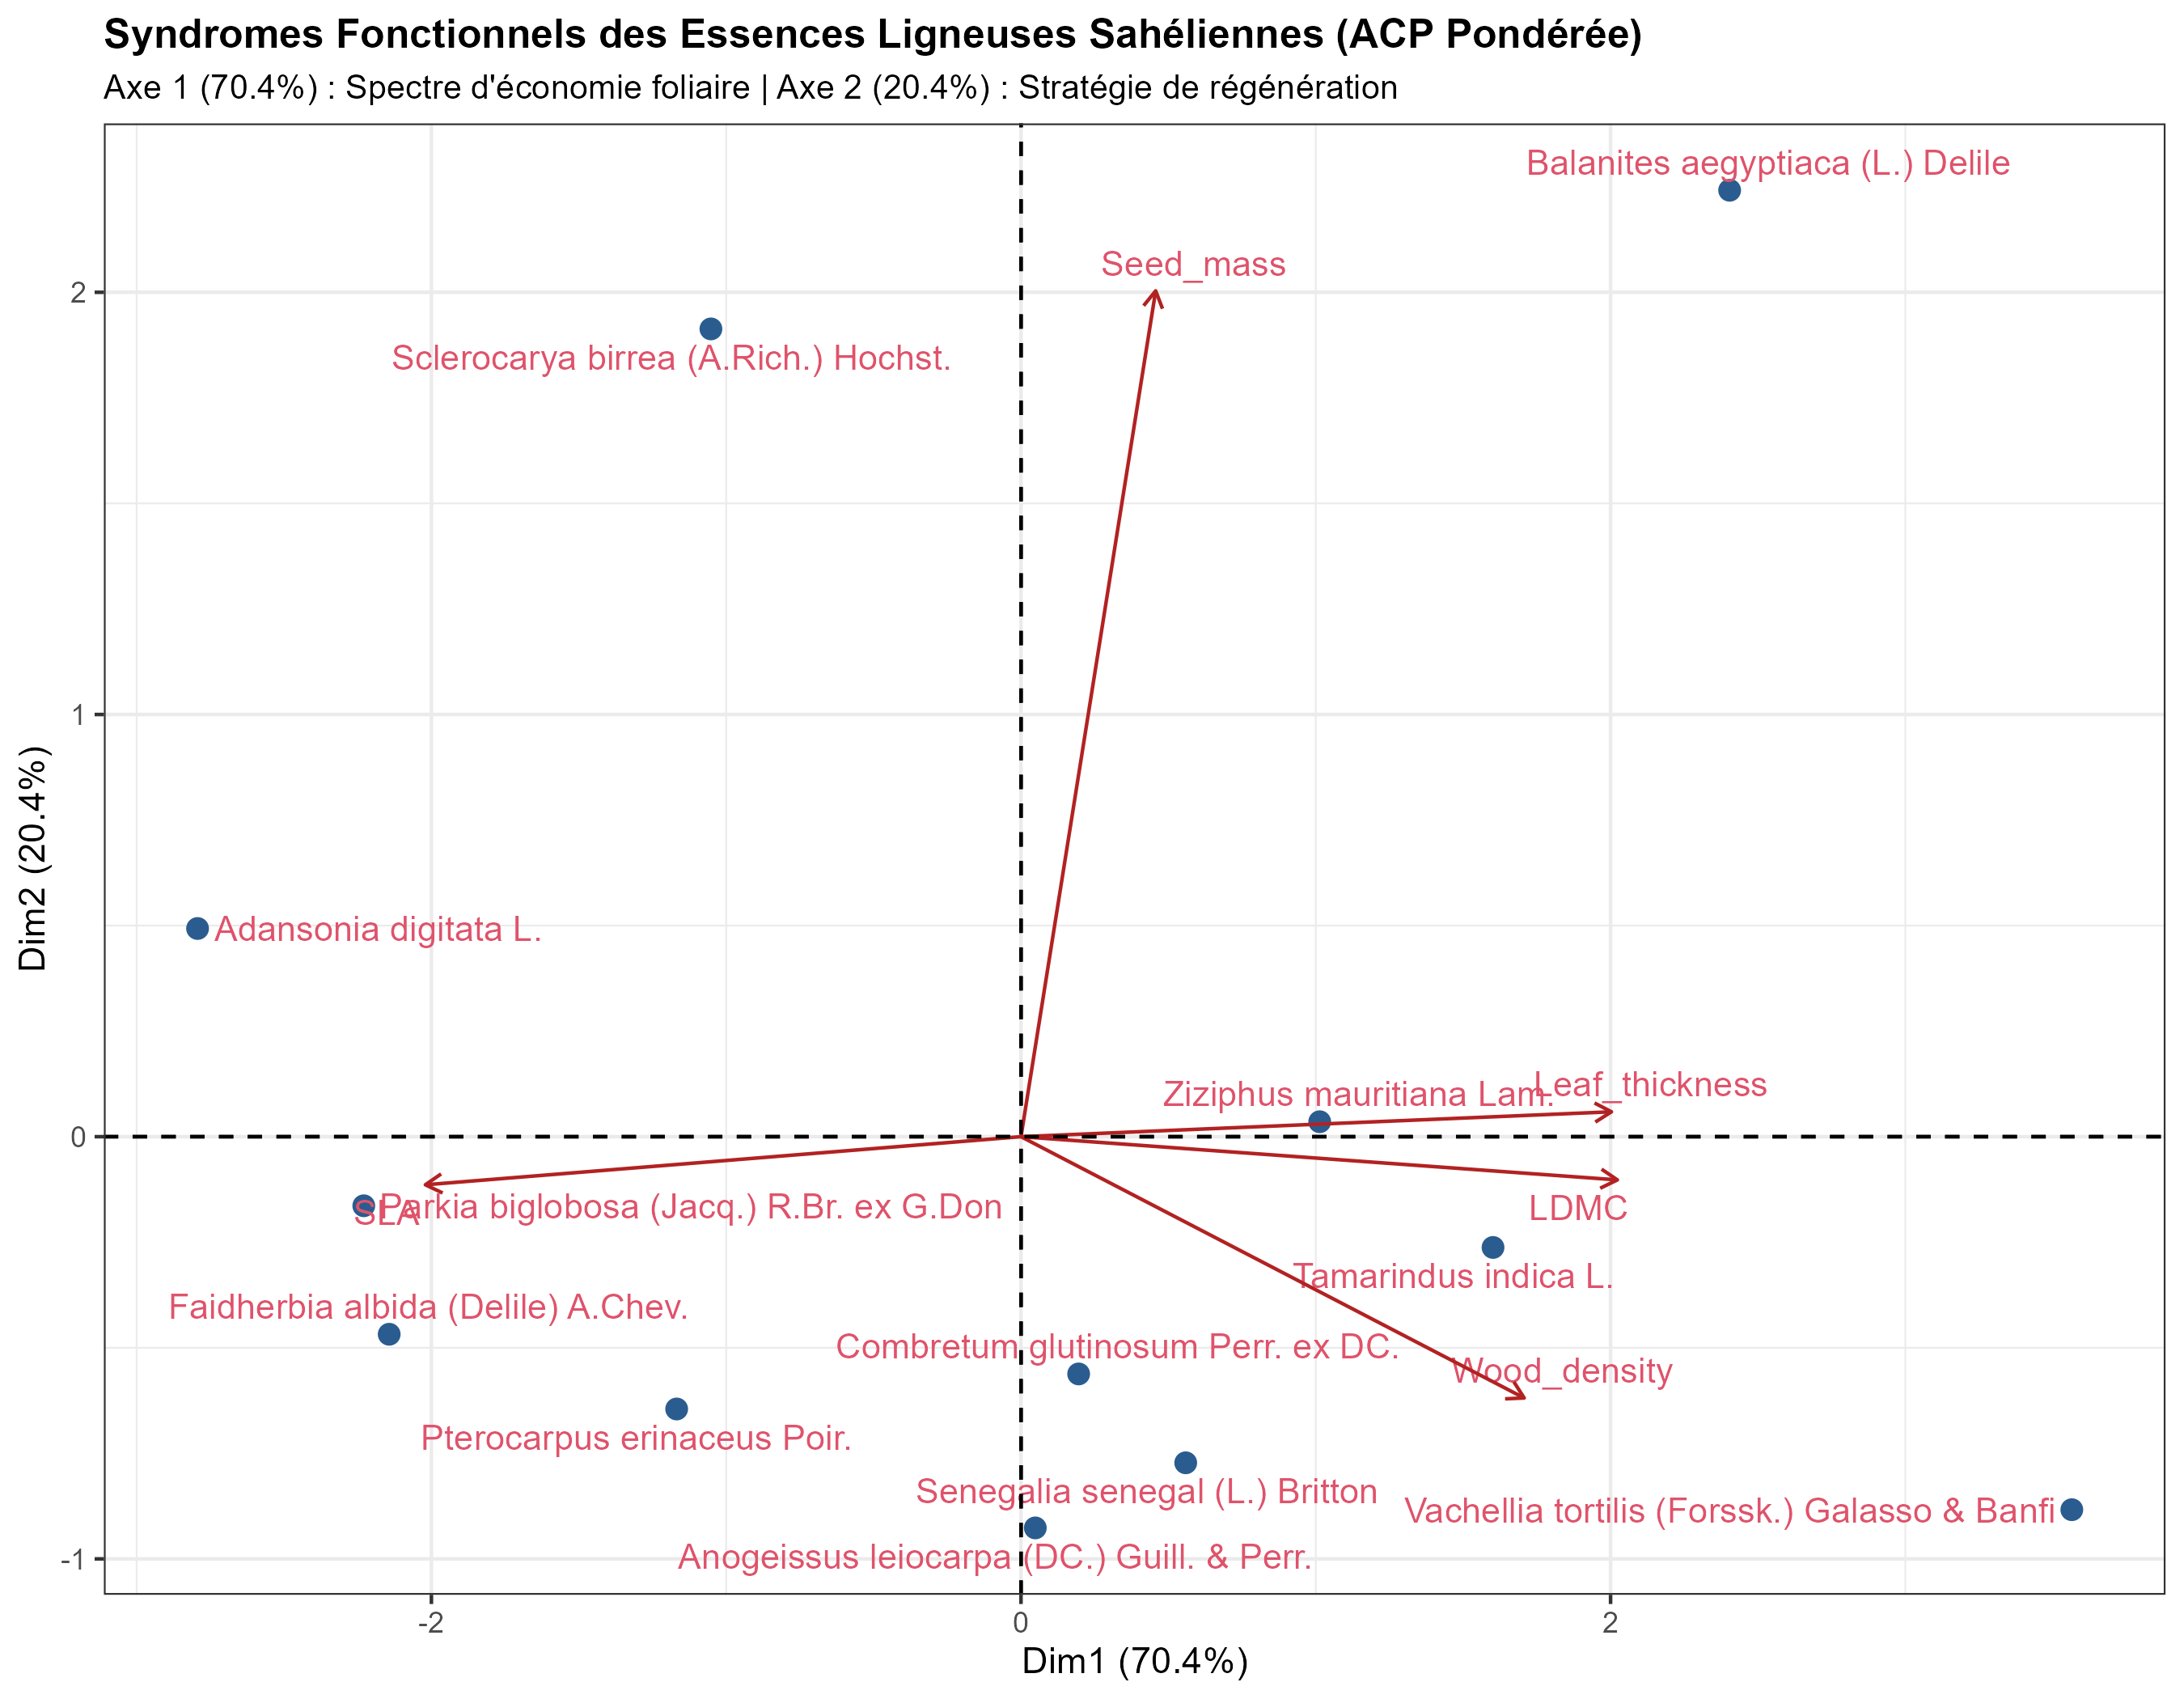 Syndromes Fonctionnels des Essences Ligneuses Sahéliennes (ACP Pondérée)
Axe 1 (70.4%) : Spectre d'économie foliaire | Axe 2 (20.4%) : Stratégie de régénération
Balanites aegyptiaca (L.) Delile
Seed_mass
2
Sclerocarya birrea (A.Rich.) Hochst.
1
Dim2 (20.4%)
Adansonia digitata L.
Leaf_thickness
Ziziphus mauritiana Lam.
0
SLA
Parkia biglobosa (Jacq.) R.Br. ex G.Don
LDMC
Tamarindus indica L.
Faidherbia albida (Delile) A.Chev.
Combretum glutinosum Perr. ex DC.
Wood_density
Pterocarpus erinaceus Poir.
Senegalia senegal (L.) Britton
Vachellia tortilis (Forssk.) Galasso & Banfi
Anogeissus leiocarpa (DC.) Guill. & Perr.
-1
-2
0
2
Dim1 (70.4%)